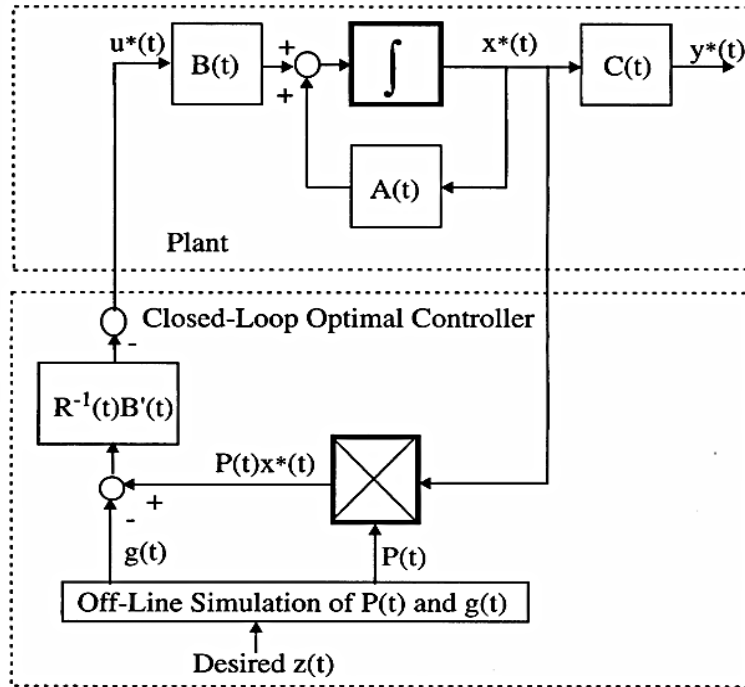 u*(t)
B(t)
+
+
∫
x*(t)
C(t)
y*(t)
A(t)
Plant
Closed-Loop Optimal Controller
-
R⁻¹(t)B'(t)
P(t)x*(t)
+
-
g(t)
P(t)
Off-Line Simulation of P(t) and g(t)
Desired z(t)